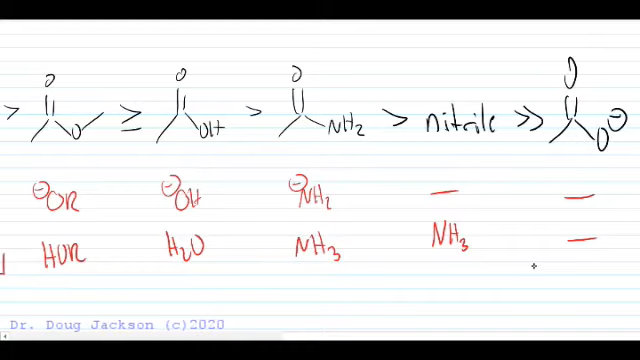 > O O ≥ O OH > O NH₂ > nitrile >> O O⊖
⊖OR ⊖OH ⊖NH₂ — —
HOR H₂O NH₃ NH₃ —
Dr. Doug Jackson (c)2020